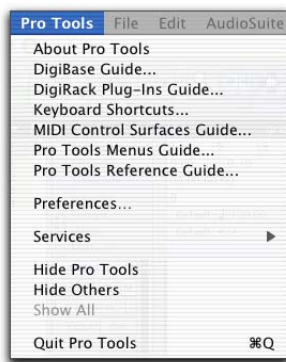 Pro Tools File Edit AudioSuite
About Pro Tools
DigiBase Guide...
DigiRack Plug-Ins Guide...
Keyboard Shortcuts...
MIDI Control Surfaces Guide...
Pro Tools Menus Guide...
Pro Tools Reference Guide...
Preferences...
Services
Hide Pro Tools
Hide Others
Show All
Quit Pro Tools ⌘Q